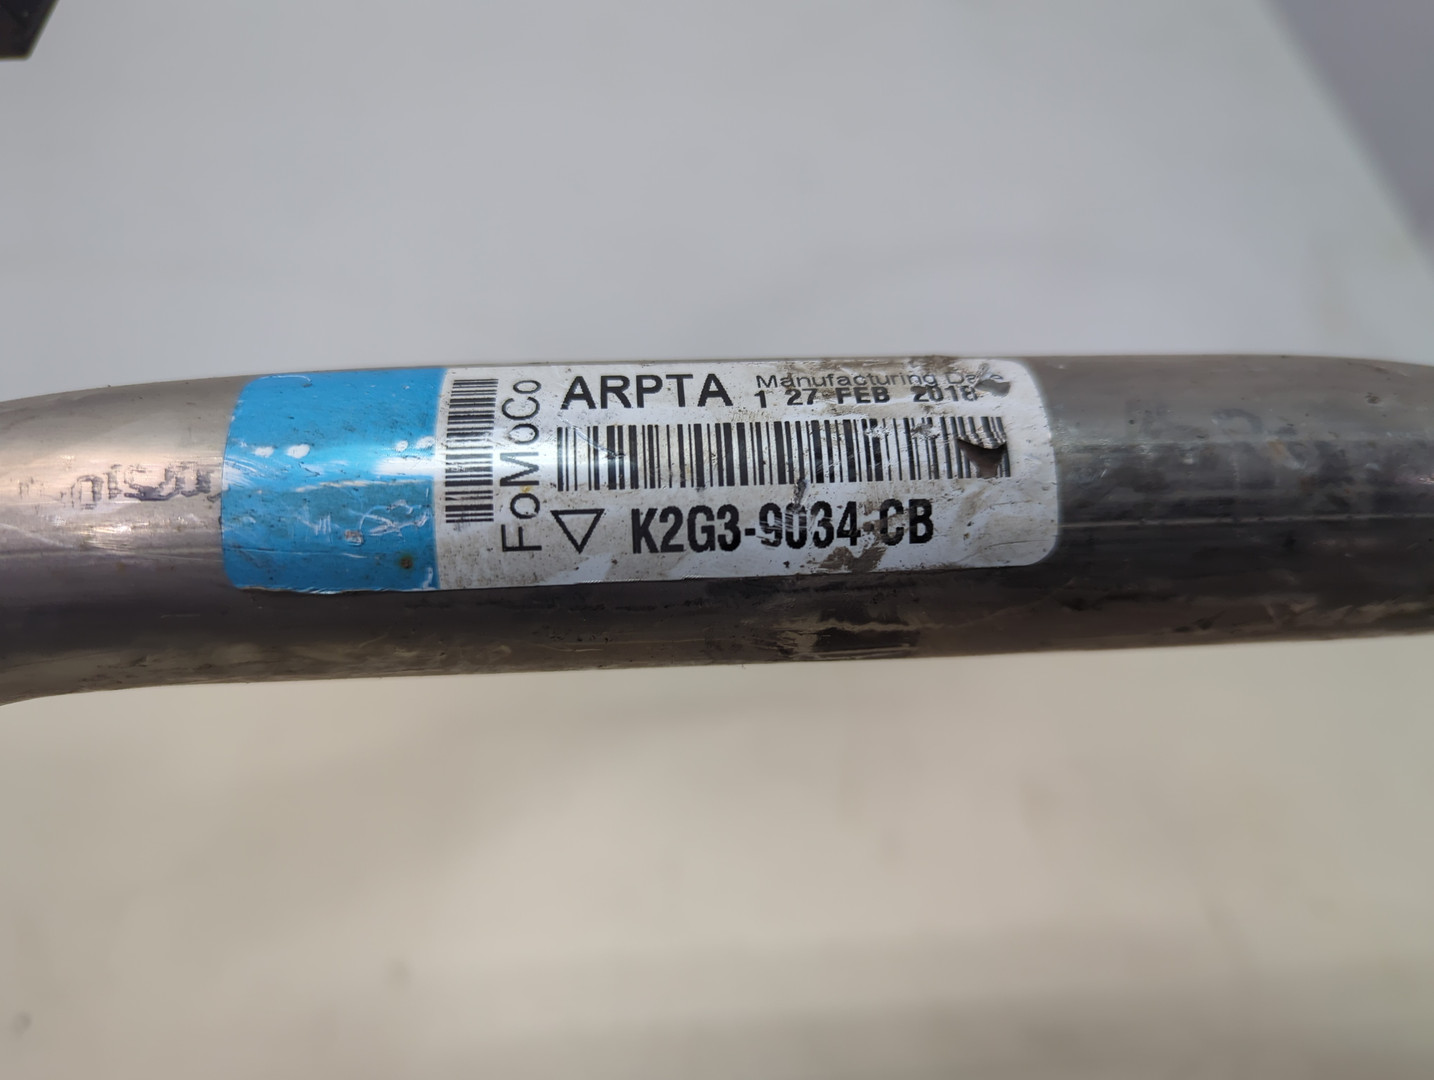 FoMoCo
ARPTA
Manufacturing Date
1 27 FEB 2018
K2G3-9034-CB